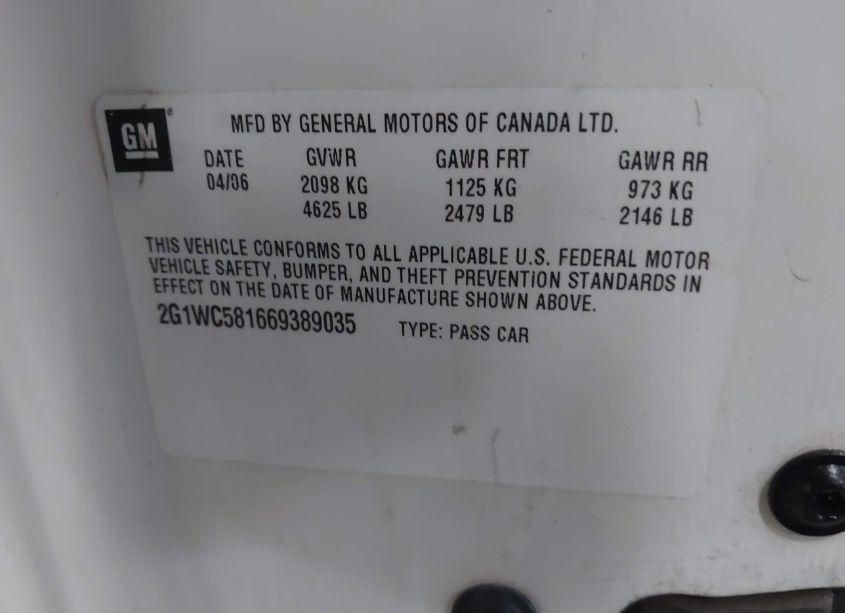 GM® MFD BY GENERAL MOTORS OF CANADA LTD.
DATE GVWR GAWR FRT GAWR RR
04/06 2098 KG 1125 KG 973 KG
4625 LB 2479 LB 2146 LB
THIS VEHICLE CONFORMS TO ALL APPLICABLE U.S. FEDERAL MOTOR
VEHICLE SAFETY, BUMPER, AND THEFT PREVENTION STANDARDS IN
EFFECT ON THE DATE OF MANUFACTURE SHOWN ABOVE.
2G1WC581669389035 TYPE: PASS CAR